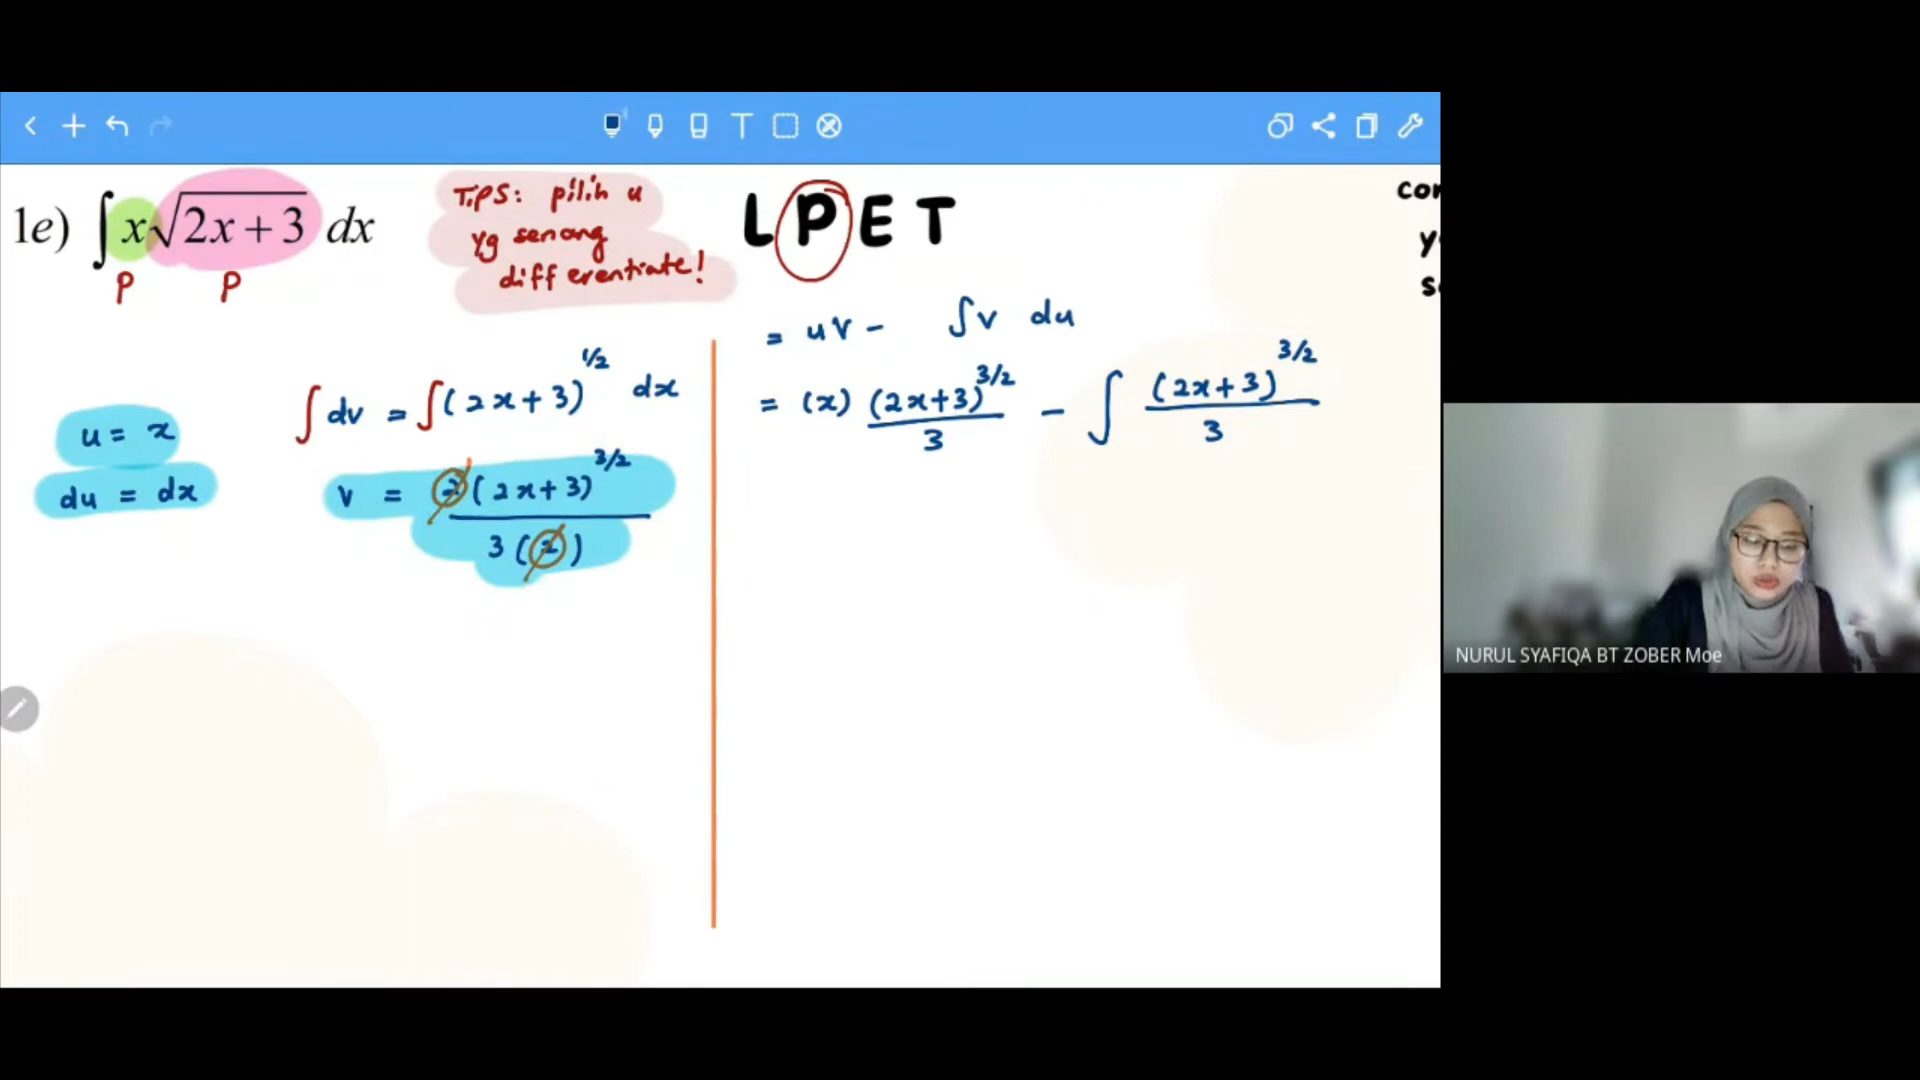 1e) ∫ x√(2x + 3) dx
P P
TiPS: pilih u
yg senang
differentiate!
L P E T
con
y
s
u = x
du = dx
∫ dv = ∫ (2x + 3)^1/2 dx
v = 2(2x+3)^3/2 / 3(2)
= uv - ∫v du
= (x) (2x+3)^3/2 / 3 - ∫ (2x+3)^3/2 / 3
NURUL SYAFIQA BT ZOBER Moe